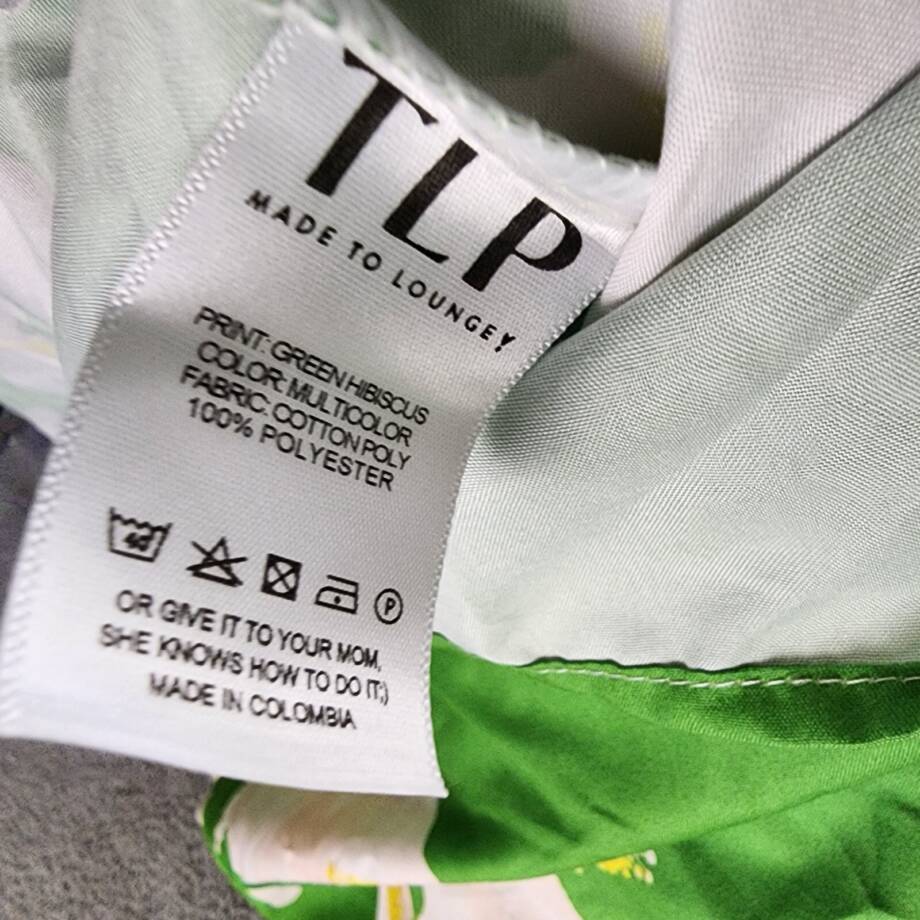 TLP
MADE TO LOUNGE!
PRINT: GREEN HIBISCUS
COLOR: MULTICOLOR
FABRIC: COTTON POLY
100% POLYESTER
40
P
OR GIVE IT TO YOUR MOM,
SHE KNOWS HOW TO DO IT;)
MADE IN COLOMBIA